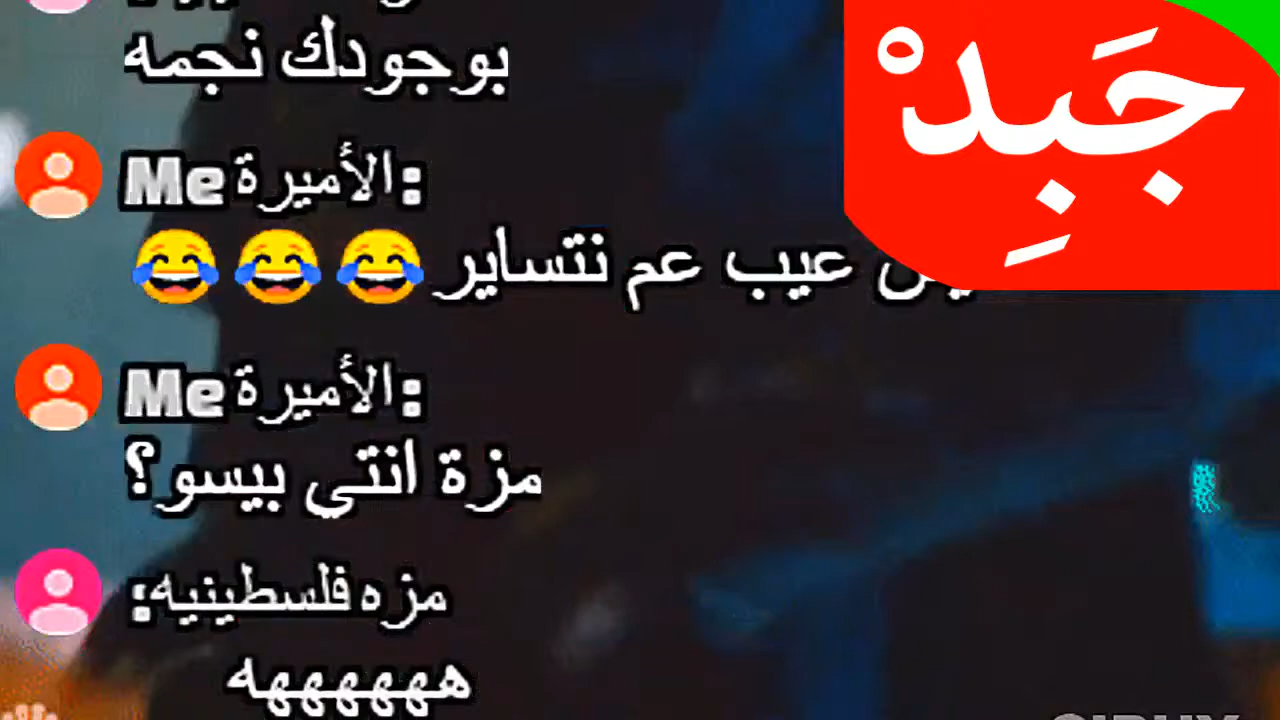 بوجودك نجمه
جَبِدْ
Me الأميرة:
عيب عم نتساير 😂😂😂
Me الأميرة:
مزة انتي بيسو؟
مزه فلسطينيه:
هههههههه